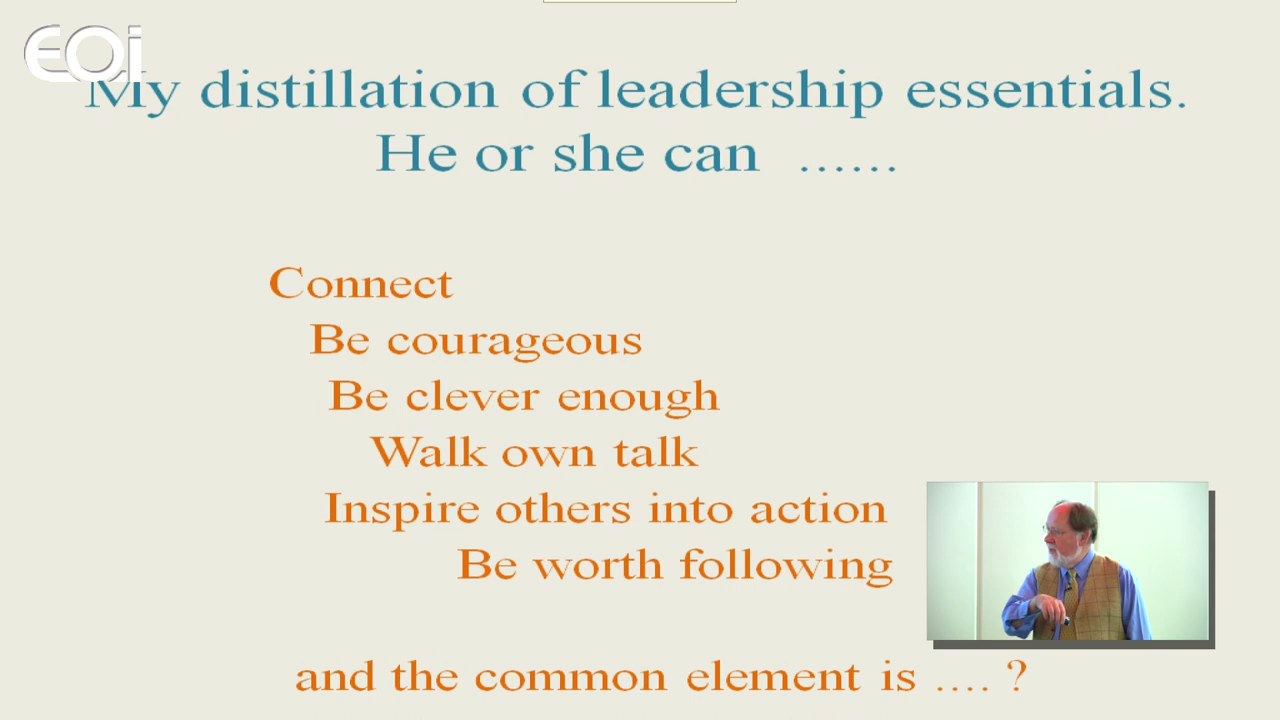 EOi
My distillation of leadership essentials.
He or she can ......
Connect
Be courageous
Be clever enough
Walk own talk
Inspire others into action
Be worth following
and the common element is .... ?